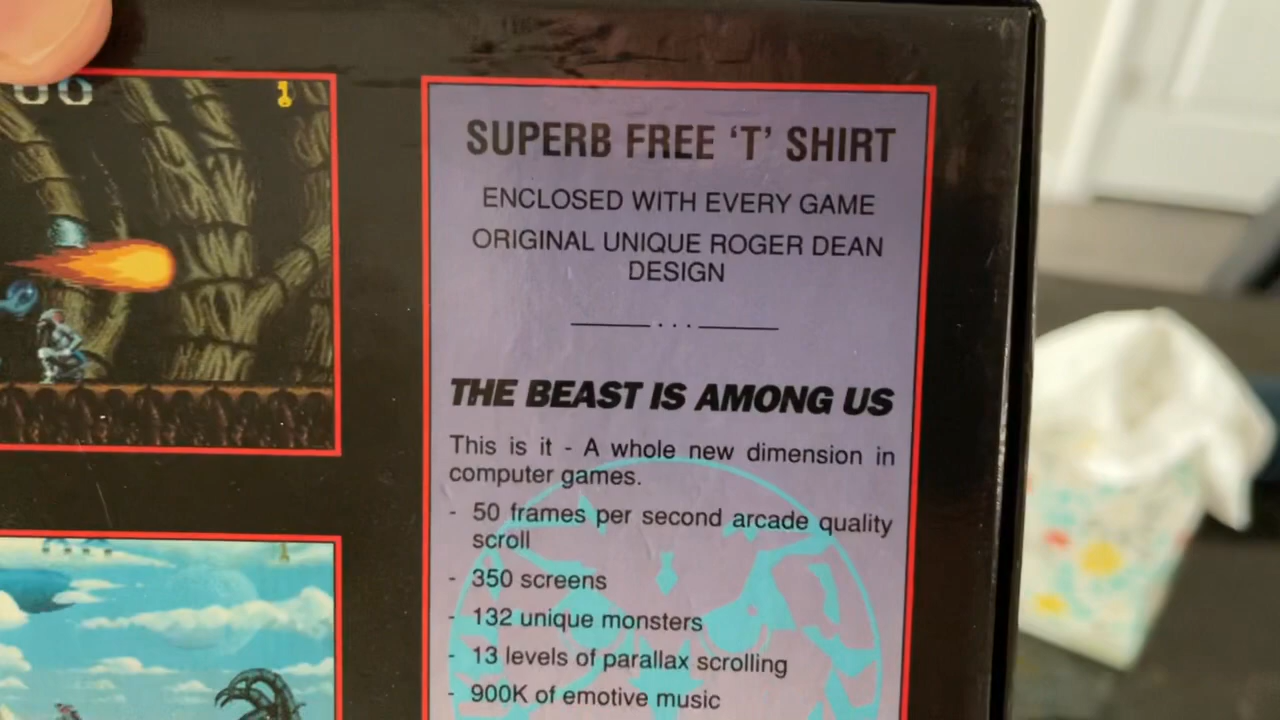 SUPERB FREE 'T' SHIRT
ENCLOSED WITH EVERY GAME
ORIGINAL UNIQUE ROGER DEAN
DESIGN
THE BEAST IS AMONG US
This is it - A whole new dimension in
computer games.
- 50 frames per second arcade quality
scroll
- 350 screens
- 132 unique monsters
- 13 levels of parallax scrolling
- 900K of emotive music